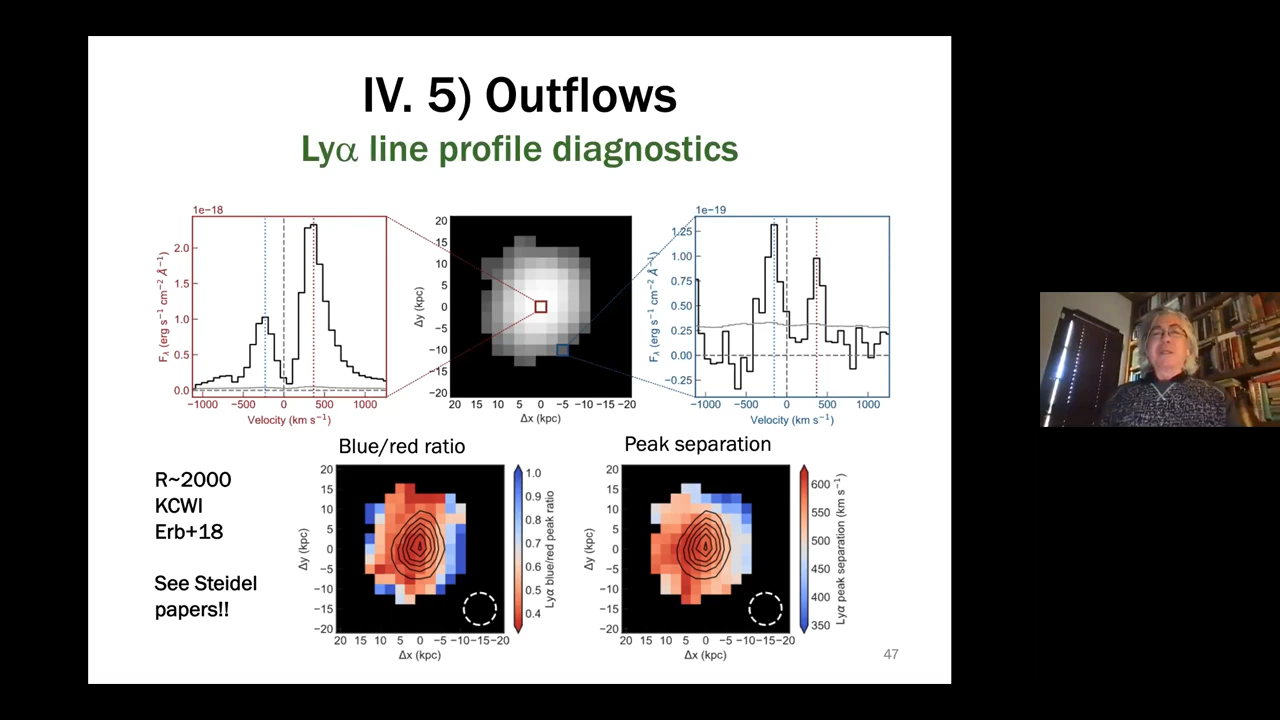 IV. 5) Outflows
Lyα line profile diagnostics
1e−18
2.0
1.5
1.0
0.5
0.0
Fλ (erg s⁻¹ cm⁻² Å⁻¹)
−1000 −500 0 500 1000
Velocity (km s⁻¹)
20
15
10
5
0
−5
−10
−15
−20
Δy (kpc)
20 15 10 5 0 −5 −10 −15 −20
Δx (kpc)
1e−19
1.25
1.00
0.75
0.50
0.25
0.00
−0.25
Fλ (erg s⁻¹ cm⁻² Å⁻¹)
−1000 −500 0 500 1000
Velocity (km s⁻¹)
R~2000
KCWI
Erb+18
See Steidel
papers!!
Blue/red ratio
20
15
10
5
0
−5
−10
−15
−20
Δy (kpc)
20 15 10 5 0 −5 −10 −15 −20
Δx (kpc)
1.0
0.9
0.8
0.7
0.6
0.5
0.4
Lyα blue/red peak ratio
Peak separation
20
15
10
5
0
−5
−10
−15
−20
Δy (kpc)
20 15 10 5 0 −5 −10 −15 −20
Δx (kpc)
600
550
500
450
400
350
Lyα peak separation (km s⁻¹)
47